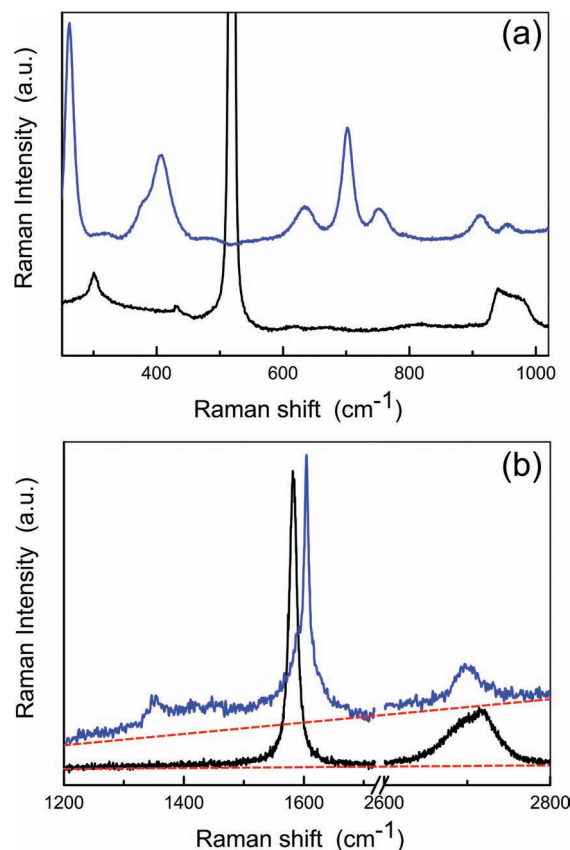 (a)
Raman Intensity (a.u.)
400 600 800 1000
Raman shift (cm-1)
(b)
Raman Intensity (a.u.)
1200 1400 1600 2600 2800
Raman shift (cm-1)